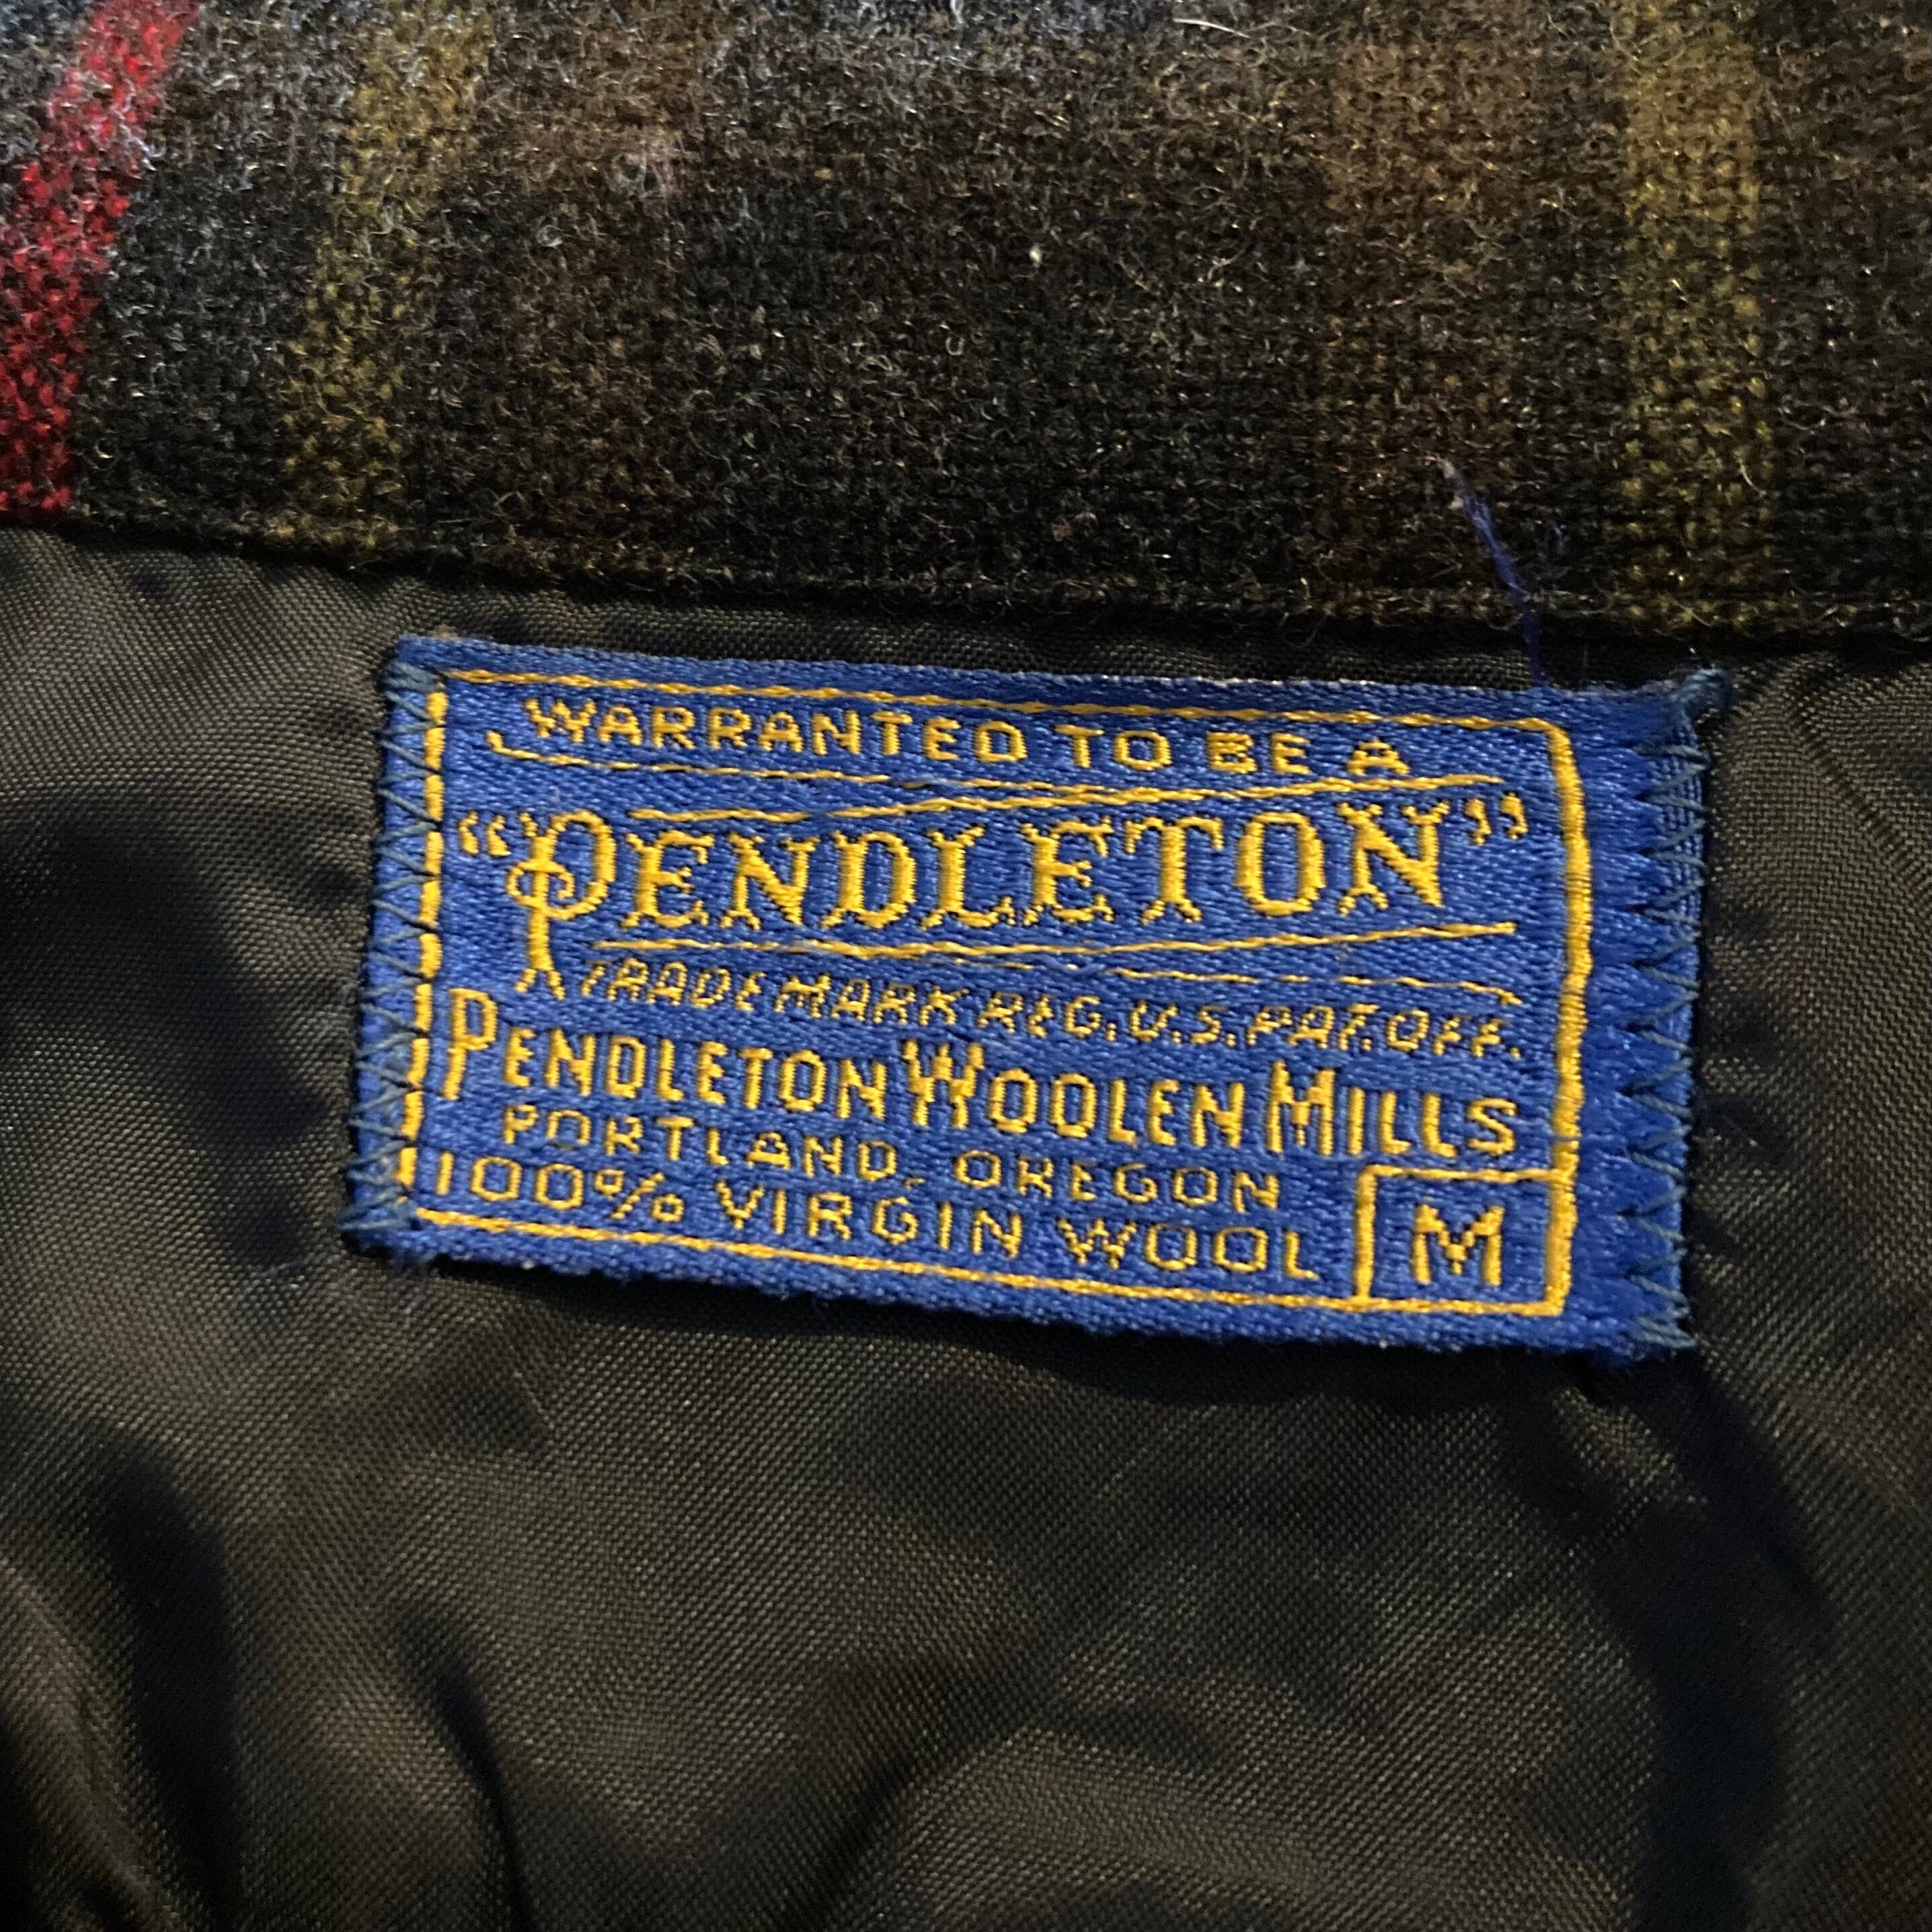 WARRANTED TO BE A
"PENDLETON"
TRADE MARK REG. U.S. PAT. OFF.
PENDLETON WOOLEN MILLS
PORTLAND, OREGON
100% VIRGIN WOOL M